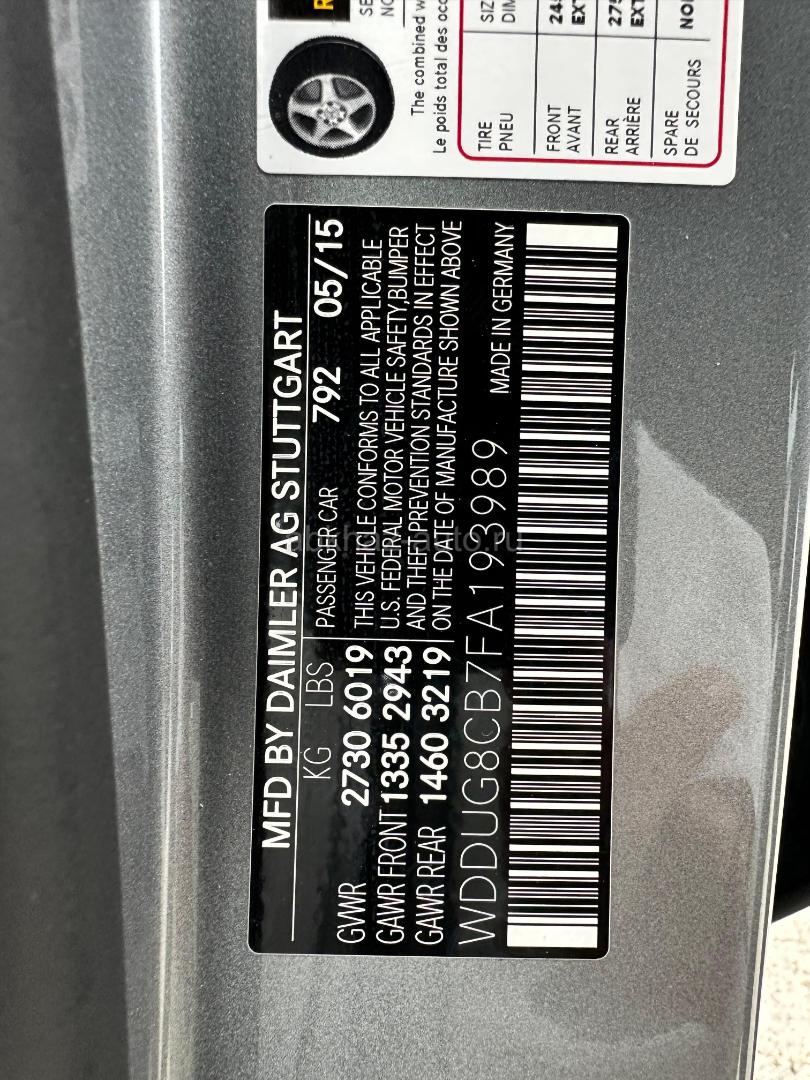 MFD BY DAIMLER AG STUTTGART
KG LBS PASSENGER CAR 792 05/15
GVWR 2730 6019 THIS VEHICLE CONFORMS TO ALL APPLICABLE
GAWR FRONT 1335 2943 U.S. FEDERAL MOTOR VEHICLE SAFETY,BUMPER
AND THEFT PREVENTION STANDARDS IN EFFECT
GAWR REAR 1460 3219 ON THE DATE OF MANUFACTURE SHOWN ABOVE
WDDUG8CB7FA193989 MADE IN GERMANY
The combined
Le poids total des
TIRE
PNEU
FRONT
AVANT
REAR
ARRIÈRE
SPARE
DE SECOURS